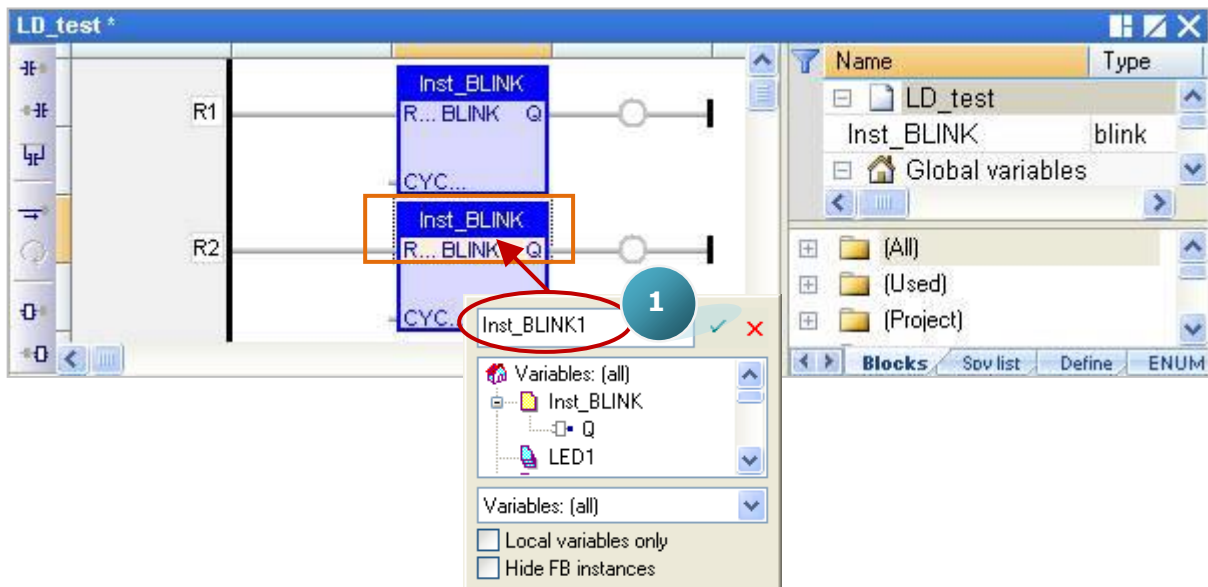 LD_test *
Name Type
LD_test
Inst_BLINK blink
Global variables
R1
Inst_BLINK
R... BLINK Q
CYC...
R2
Inst_BLINK
R... BLINK Q
CYC...
(All)
(Used)
(Project)
Blocks Spy list Define ENUM
1
Inst_BLINK1
Variables: (all)
Inst_BLINK
Q
LED1
Variables: (all)
Local variables only
Hide FB instances